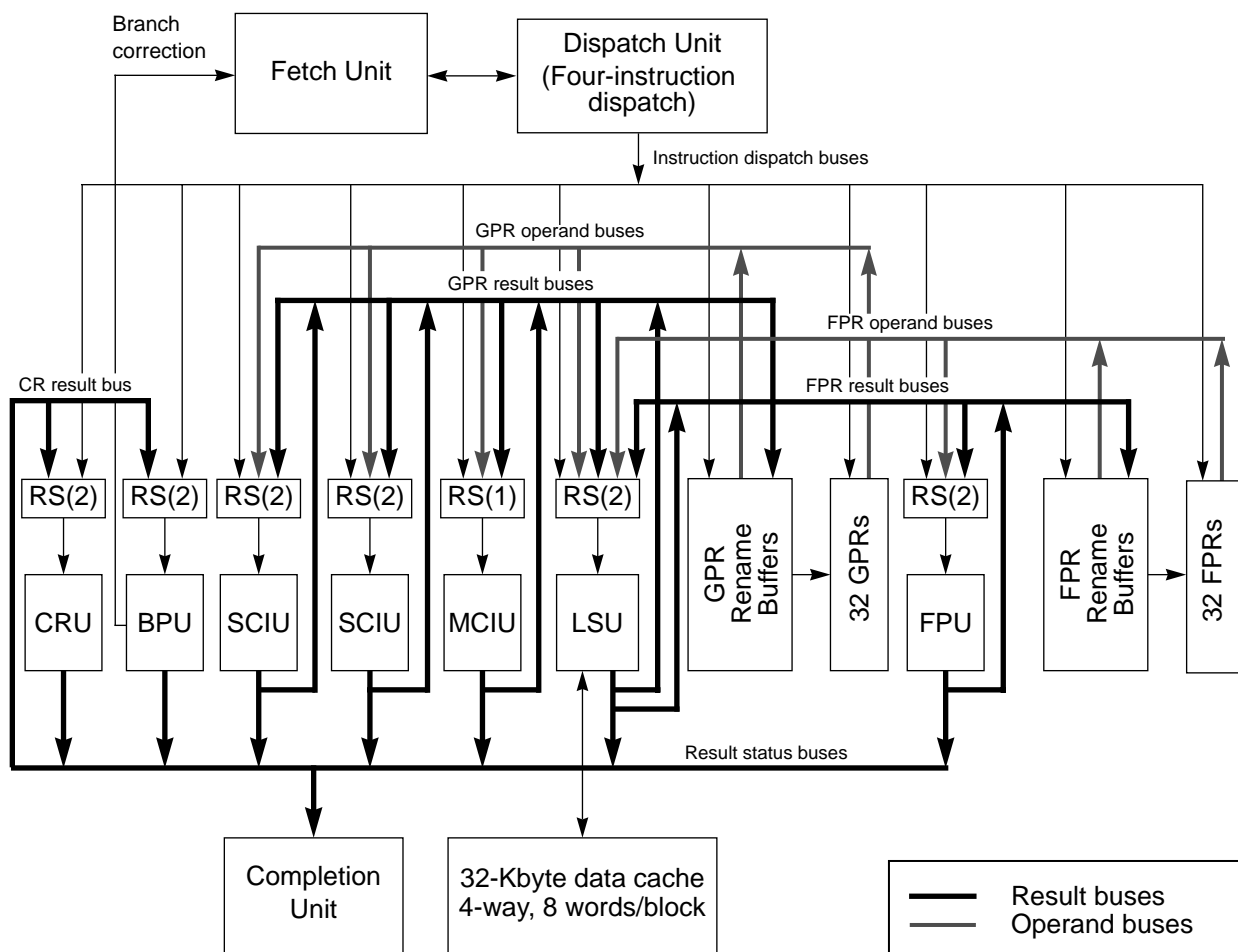 Branch
correction
Fetch Unit
Dispatch Unit
(Four-instruction
dispatch)
Instruction dispatch buses
GPR operand buses
GPR result buses
FPR operand buses
CR result bus
FPR result buses
RS(2)
RS(2)
RS(2)
RS(2)
RS(1)
RS(2)
RS(2)
GPR
Rename
Buffers
32 GPRs
FPR
Rename
Buffers
32 FPRs
CRU
BPU
SCIU
SCIU
MCIU
LSU
FPU
Result status buses
Completion
Unit
32-Kbyte data cache
4-way, 8 words/block
Result buses
Operand buses